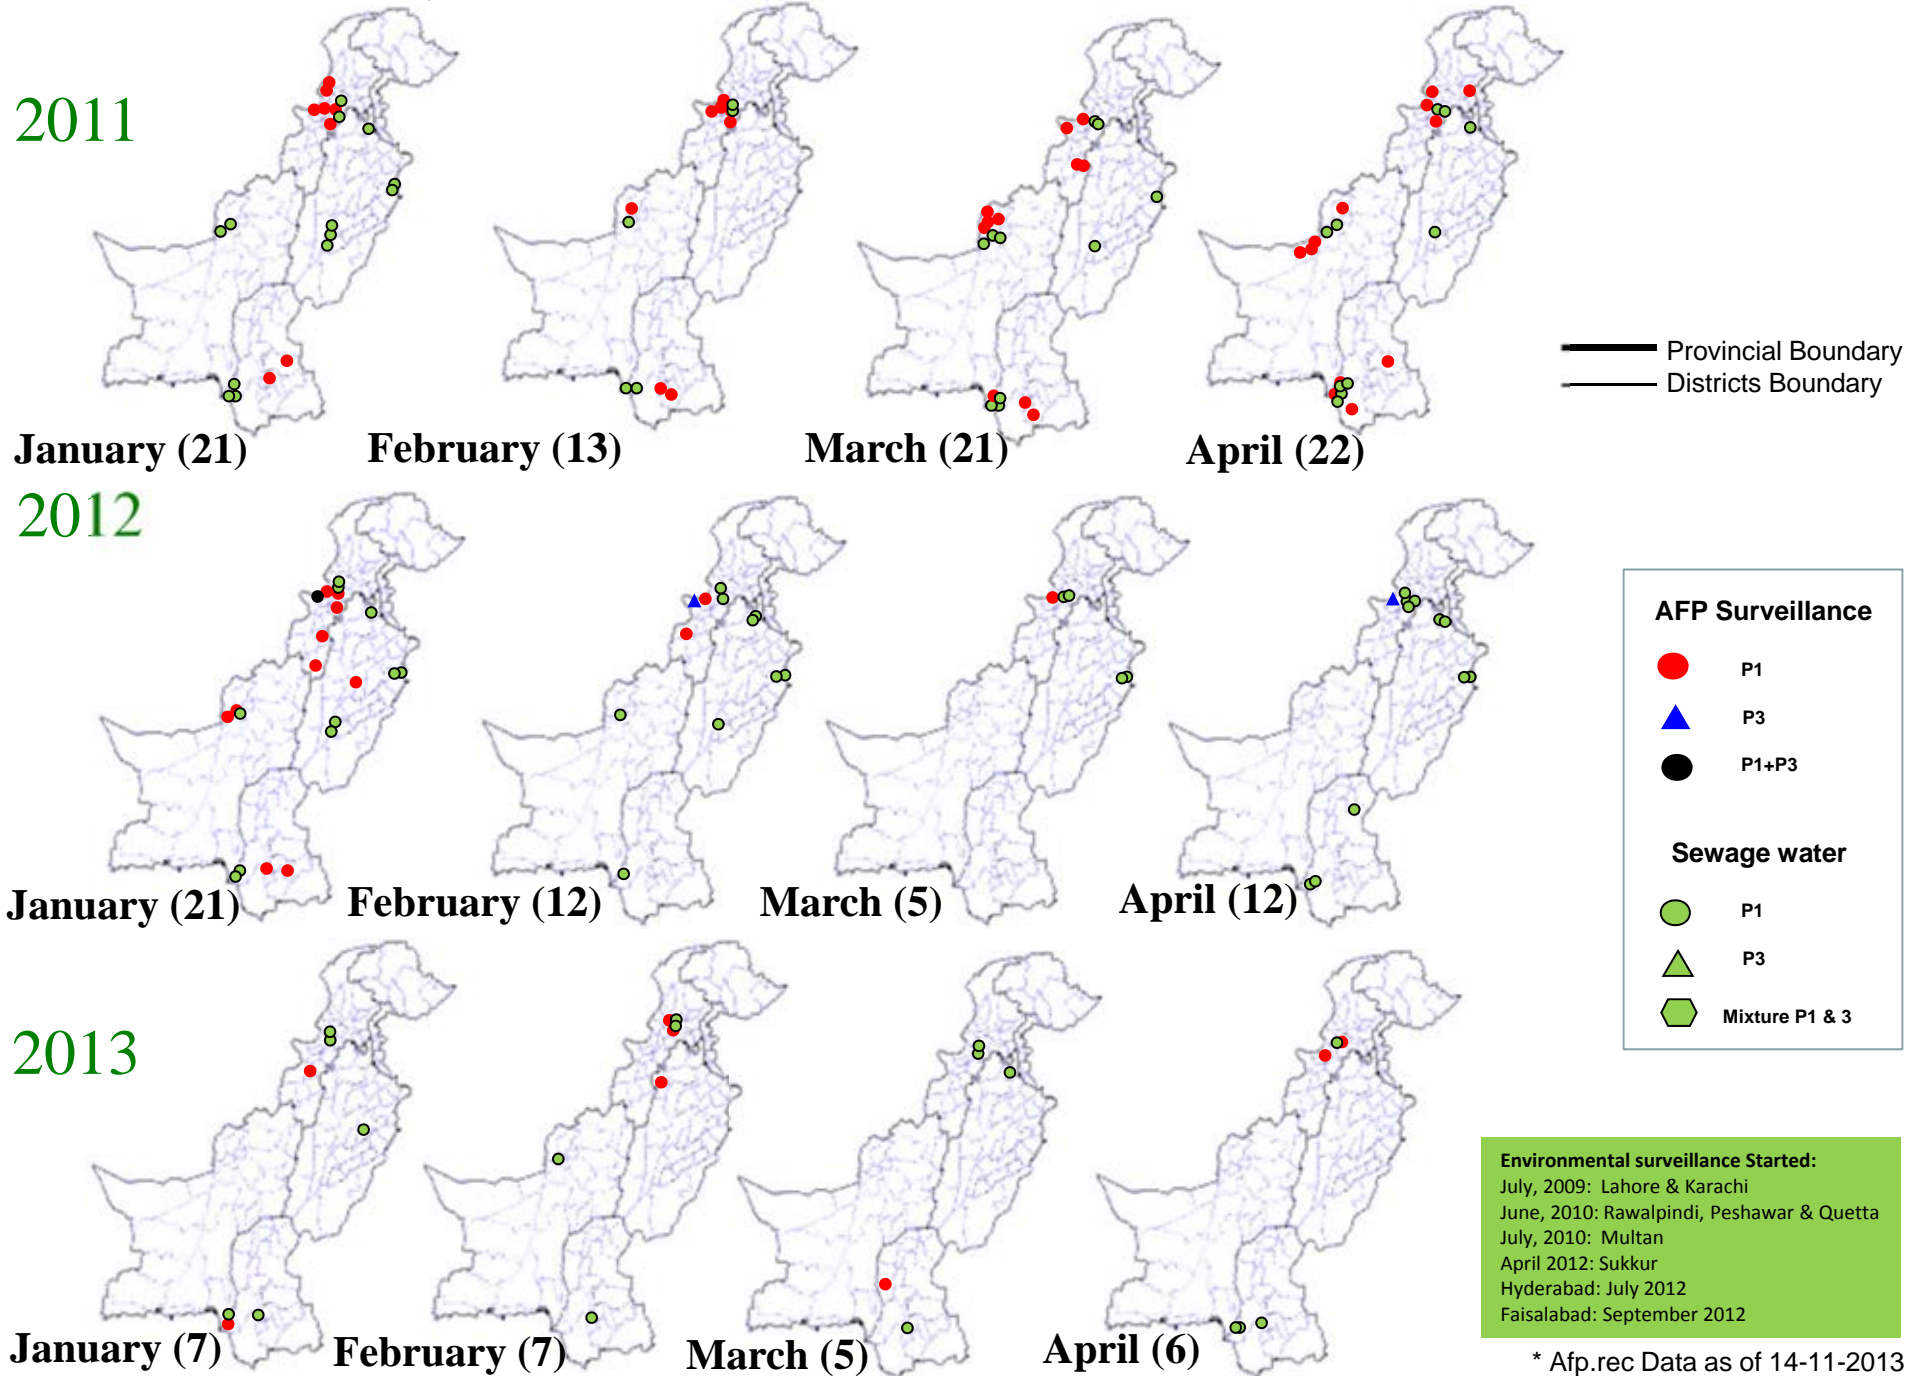 2011
January (21)
February (13)
March (21)
April (22)
Provincial Boundary
Districts Boundary
2012
January (21)
February (12)
March (5)
April (12)
AFP Surveillance
P1
P3
P1+P3
Sewage water
P1
P3
Mixture P1 & 3
2013
January (7)
February (7)
March (5)
April (6)
Environmental surveillance Started:
July, 2009: Lahore & Karachi
June, 2010: Rawalpindi, Peshawar & Quetta
July, 2010: Multan
April 2012: Sukkur
Hyderabad: July 2012
Faisalabad: September 2012
* Afp.rec Data as of 14-11-2013